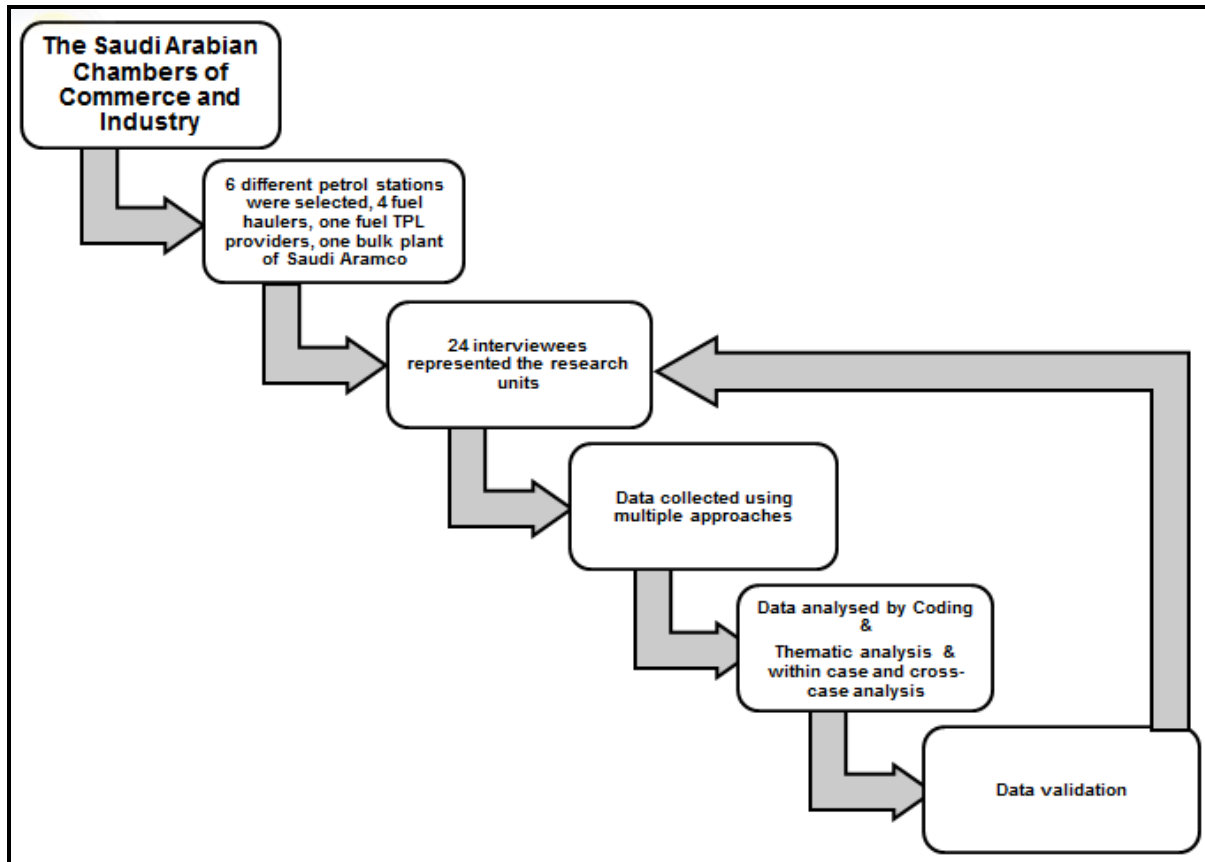 The Saudi Arabian
Chambers of
Commerce and
Industry
6 different petrol stations
were selected, 4 fuel
haulers, one fuel TPL
providers, one bulk plant
of Saudi Aramco
24 interviewees
represented the research
units
Data collected using
multiple approaches
Data analysed by Coding
&
Thematic analysis &
within case and cross-
case analysis
Data validation